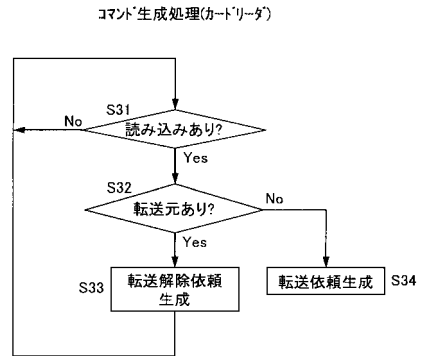 コマンド生成処理(カードリーダ)
S31
読み込みあり?
No
Yes
S32
転送元あり?
No
Yes
S33
転送解除依頼
生成
転送依頼生成
S34